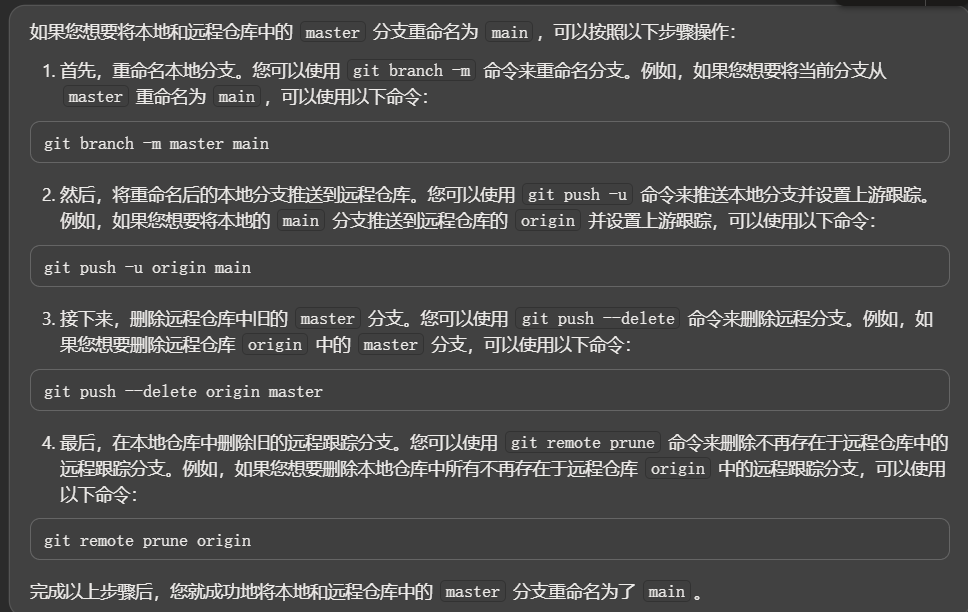 如果您想要将本地和远程仓库中的 master 分支重命名为 main ，可以按照以下步骤操作：
1. 首先，重命名本地分支。您可以使用 git branch -m 命令来重命名分支。例如，如果您想要将当前分支从
master 重命名为 main ，可以使用以下命令：
git branch -m master main
2. 然后，将重命名后的本地分支推送到远程仓库。您可以使用 git push -u 命令来推送本地分支并设置上游跟踪。
例如，如果您想要将本地的 main 分支推送到远程仓库的 origin 并设置上游跟踪，可以使用以下命令：
git push -u origin main
3. 接下来，删除远程仓库中旧的 master 分支。您可以使用 git push --delete 命令来删除远程分支。例如，如
果您想要删除远程仓库 origin 中的 master 分支，可以使用以下命令：
git push --delete origin master
4. 最后，在本地仓库中删除旧的远程跟踪分支。您可以使用 git remote prune 命令来删除不再存在于远程仓库中的
远程跟踪分支。例如，如果您想要删除本地仓库中所有不再存在于远程仓库 origin 中的远程跟踪分支，可以使用
以下命令：
git remote prune origin
完成以上步骤后，您就成功地将本地和远程仓库中的 master 分支重命名为了 main 。